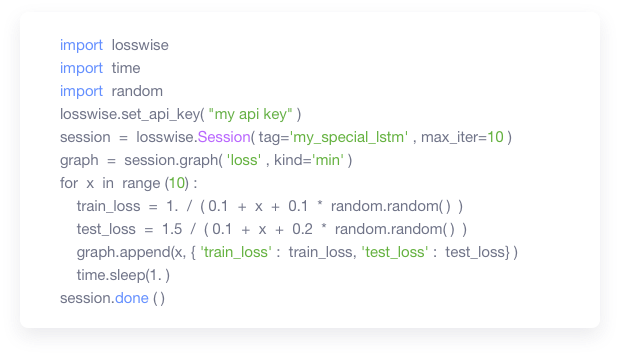 import losswise
import time
import random
losswise.set_api_key( "my api key" )
session = losswise.Session( tag='my_special_lstm' , max_iter=10 )
graph = session.graph( 'loss' , kind='min' )
for x in range (10) :
    train_loss = 1. / ( 0.1 + x + 0.1 * random.random( ) )
    test_loss = 1.5 / ( 0.1 + x + 0.2 * random.random( ) )
    graph.append(x, { 'train_loss' : train_loss, 'test_loss' : test_loss} )
    time.sleep(1. )
session.done ( )